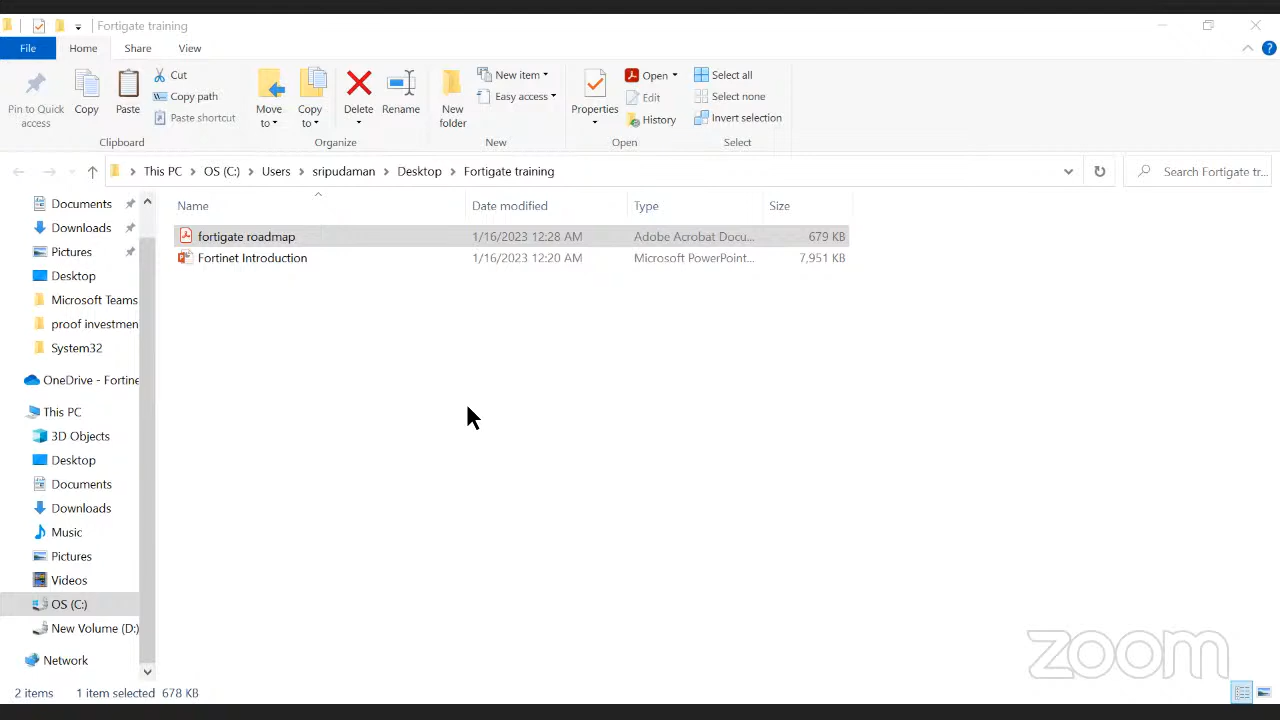 Fortigate training
File Home Share View
Pin to Quick access
Copy
Paste
Cut
Copy path
Paste shortcut
Clipboard
Move to
Copy to
Delete
Rename
Organize
New folder
New item
Easy access
New
Properties
Open
Edit
History
Open
Select all
Select none
Invert selection
Select
This PC > OS (C:) > Users > sripudaman > Desktop > Fortigate training
Search Fortigate tr...
Name Date modified Type Size
fortigate roadmap 1/16/2023 12:28 AM Adobe Acrobat Docu... 679 KB
Fortinet Introduction 1/16/2023 12:20 AM Microsoft PowerPoint... 7,951 KB
Documents
Downloads
Pictures
Desktop
Microsoft Teams
proof investmen
System32
OneDrive - Fortine
This PC
3D Objects
Desktop
Documents
Downloads
Music
Pictures
Videos
OS (C:)
New Volume (D:)
Network
2 items 1 item selected 678 KB
zoom